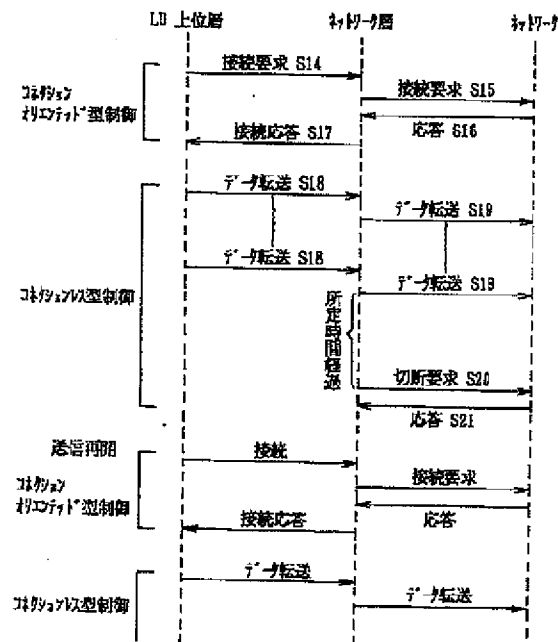 LU 上位層
ネットワーク層
ネットワーク
接続要求 S14
接続要求 S15
コネクション
オリエンテッド型制御
応答 S16
接続応答 S17
データ転送 S18
データ転送 S19
データ転送 S18
データ転送 S19
コネクションレス型制御
所定時間経過
切断要求 S20
応答 S21
送信再開
接続
コネクション
オリエンテッド型制御
接続要求
応答
接続応答
データ転送
コネクションレス型制御
データ転送